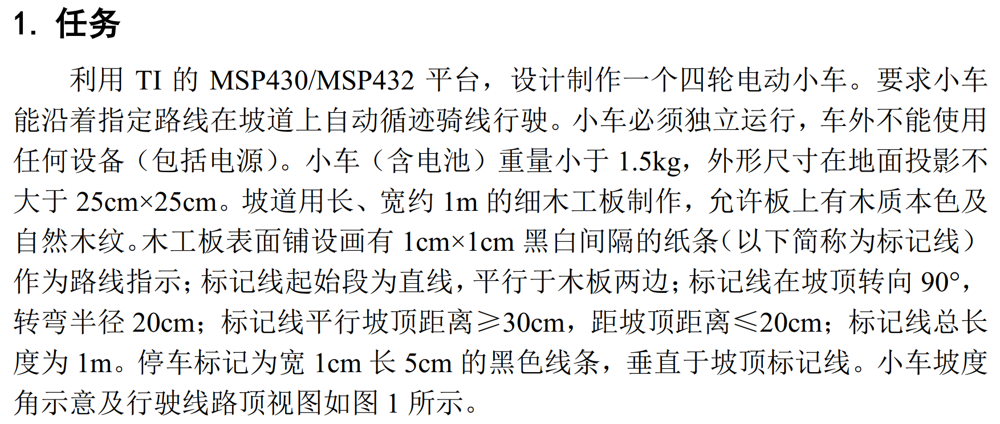 1. 任务
利用 TI 的 MSP430/MSP432 平台，设计制作一个四轮电动小车。要求小车
能沿着指定路线在坡道上自动循迹骑线行驶。小车必须独立运行，车外不能使用
任何设备（包括电源）。小车（含电池）重量小于 1.5kg，外形尺寸在地面投影不
大于 25cm×25cm。坡道用长、宽约 1m 的细木工板制作，允许板上有木质本色及
自然木纹。木工板表面铺设画有 1cm×1cm 黑白间隔的纸条（以下简称为标记线）
作为路线指示；标记线起始段为直线，平行于木板两边；标记线在坡顶转向 90°，
转弯半径 20cm；标记线平行坡顶距离≥30cm，距坡顶距离≤20cm；标记线总长
度为 1m。停车标记为宽 1cm 长 5cm 的黑色线条，垂直于坡顶标记线。小车坡度
角示意及行驶线路顶视图如图 1 所示。